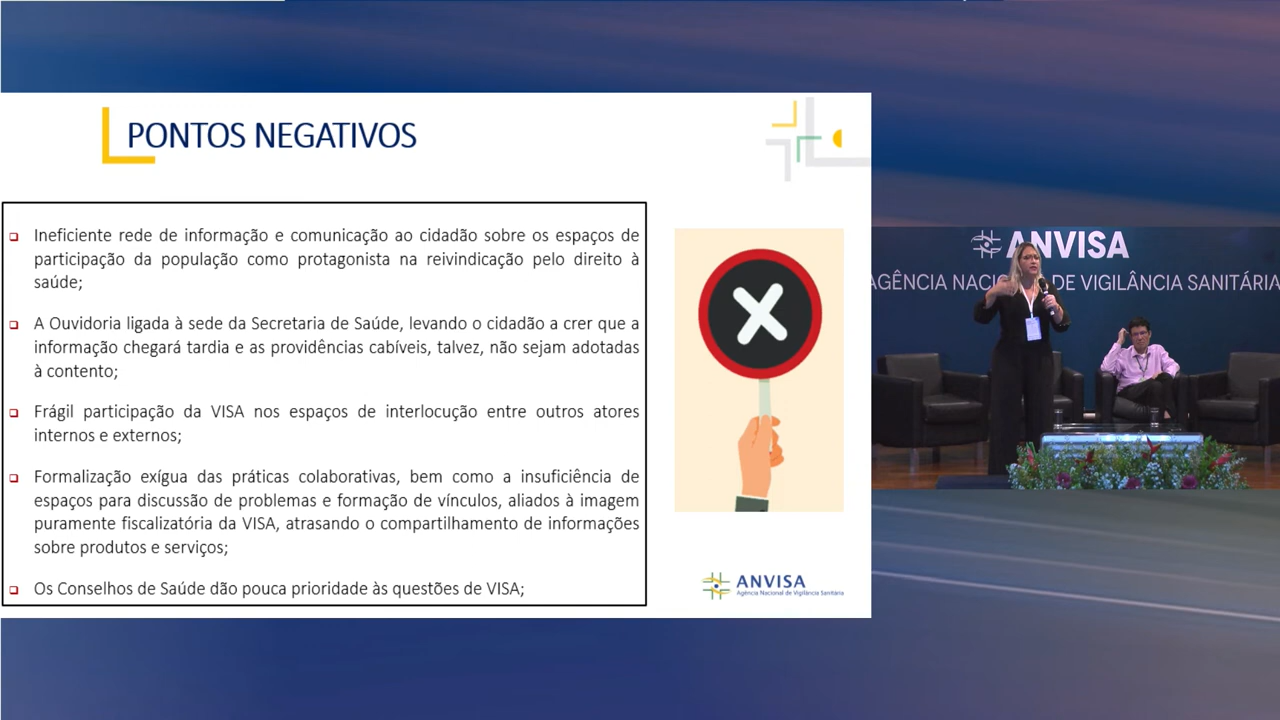 PONTOS NEGATIVOS
Ineficiente rede de informação e comunicação ao cidadão sobre os espaços de
participação da população como protagonista na reivindicação pelo direito à
saúde;
A Ouvidoria ligada à sede da Secretaria de Saúde, levando o cidadão a crer que a
informação chegará tardia e as providências cabíveis, talvez, não sejam adotadas
à contento;
Frágil participação da VISA nos espaços de interlocução entre outros atores
internos e externos;
Formalização exígua das práticas colaborativas, bem como a insuficiência de
espaços para discussão de problemas e formação de vínculos, aliados à imagem
puramente fiscalizatória da VISA, atrasando o compartilhamento de informações
sobre produtos e serviços;
Os Conselhos de Saúde dão pouca prioridade às questões de VISA;
ANVISA
Agência Nacional de Vigilância Sanitária
ANVISA
AGÊNCIA DE VIGILÂNCIA SANITÁRIA